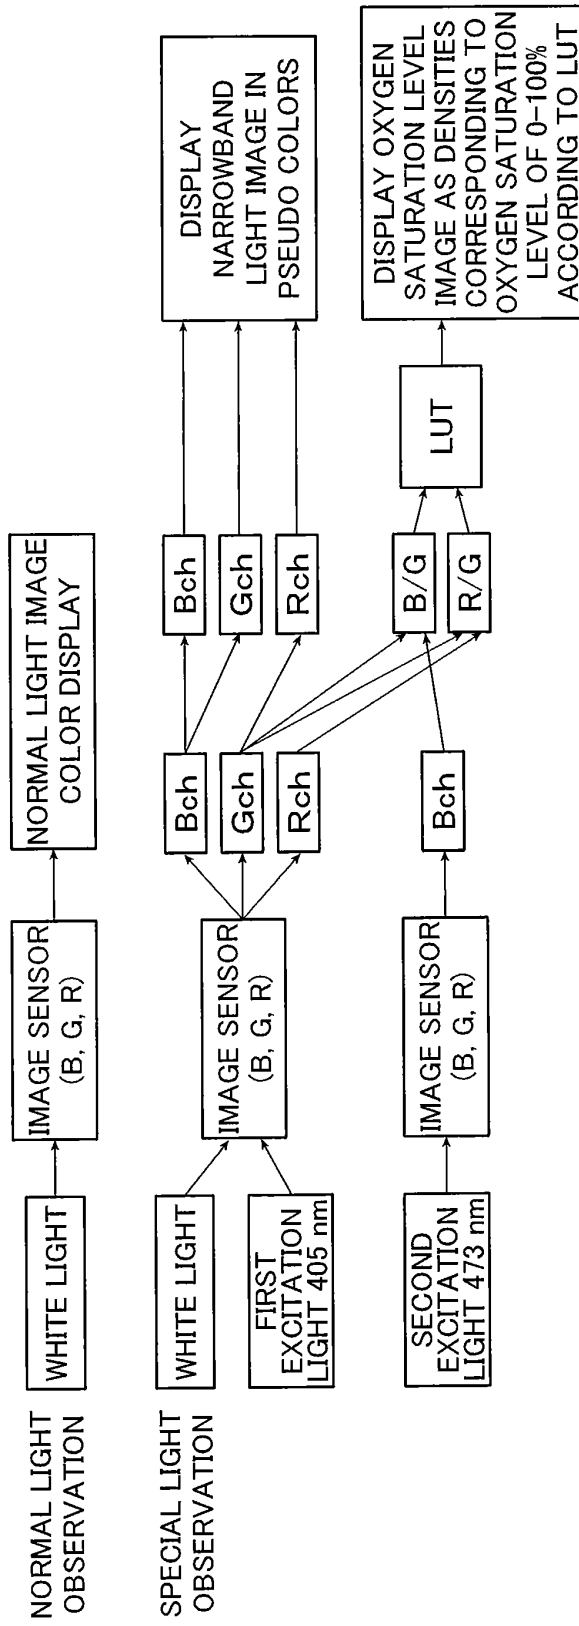 NORMAL LIGHT
OBSERVATION
WHITE LIGHT
IMAGE SENSOR
(B, G, R)
NORMAL LIGHT IMAGE
COLOR DISPLAY
SPECIAL LIGHT
OBSERVATION
WHITE LIGHT
FIRST
EXCITATION
LIGHT 405 nm
IMAGE SENSOR
(B, G, R)
Bch
Gch
Rch
Bch
Gch
Rch
DISPLAY
NARROWBAND
LIGHT IMAGE IN
PSEUDO COLORS
SECOND
EXCITATION
LIGHT 473 nm
IMAGE SENSOR
(B, G, R)
Bch
B/G
R/G
LUT
DISPLAY OXYGEN
SATURATION LEVEL
IMAGE AS DENSITIES
CORRESPONDING TO
OXYGEN SATURATION
LEVEL OF 0-100%
ACCORDING TO LUT